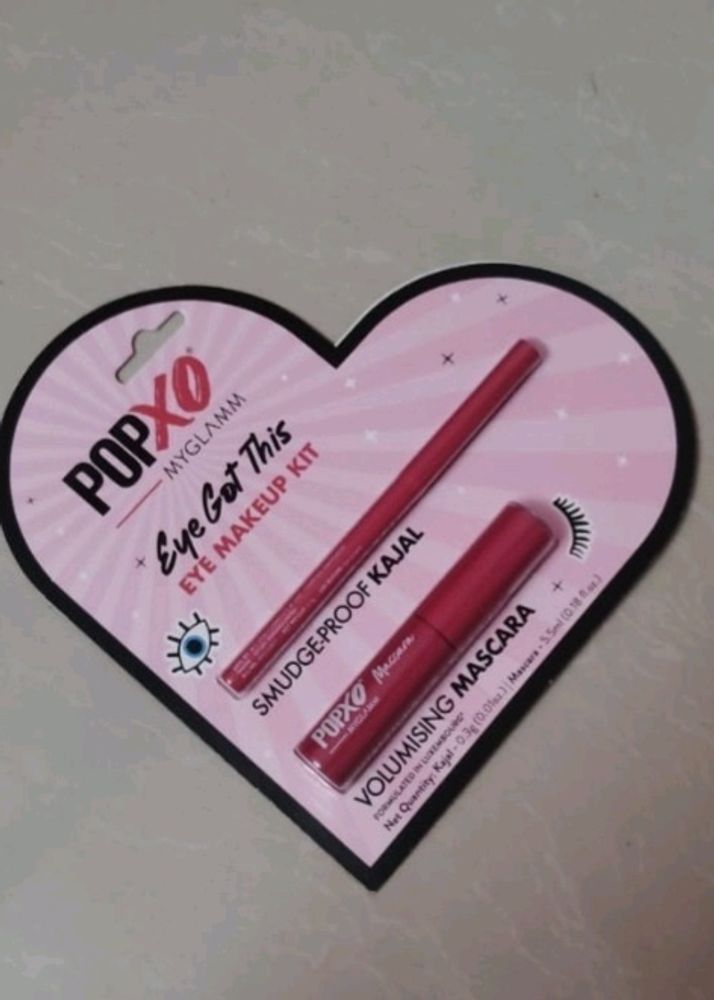 POPXO®
MYGLAMM
Eye Got This
EYE MAKEUP KIT
SMUDGE-PROOF KAJAL
POPXO®
MYGLAMM
Mascara
VOLUMISING MASCARA
FORMULATED IN LUXEMBOURG*
Net Quantity: Kajal - 0.3g (0.01oz.) | Mascara - 5.5ml (0.18 fl.oz.)